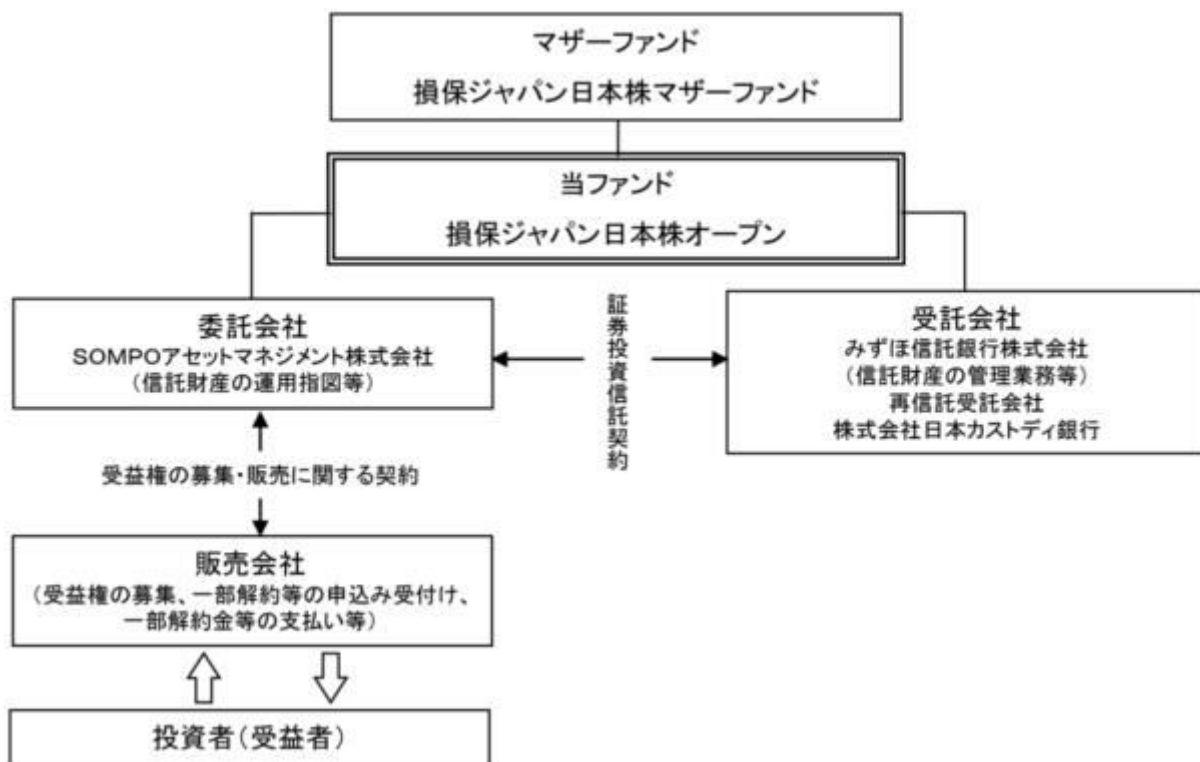 マザーファンド
損保ジャパン日本株マザーファンド
当ファンド
損保ジャパン日本株オープン
委託会社
SOMPOアセットマネジメント株式会社
(信託財産の運用指図等)
証券投資信託契約
受託会社
みずほ信託銀行株式会社
(信託財産の管理業務等)
再信託受託会社
株式会社日本カストディ銀行
受益権の募集・販売に関する契約
販売会社
(受益権の募集、一部解約等の申込み受付け、
一部解約金等の支払い等)
投資者(受益者)